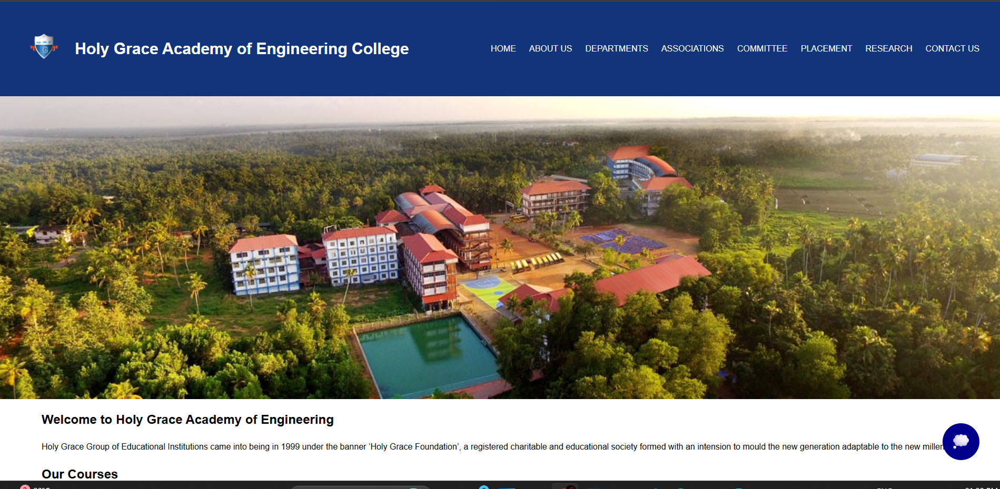 Holy Grace Academy of Engineering College
HOME ABOUT US DEPARTMENTS ASSOCIATIONS COMMITTEE PLACEMENT RESEARCH CONTACT US
Welcome to Holy Grace Academy of Engineering
Holy Grace Group of Educational Institutions came into being in 1999 under the banner ‘Holy Grace Foundation’, a registered charitable and educational society formed with an intension to mould the new generation adaptable to the new
Our Courses